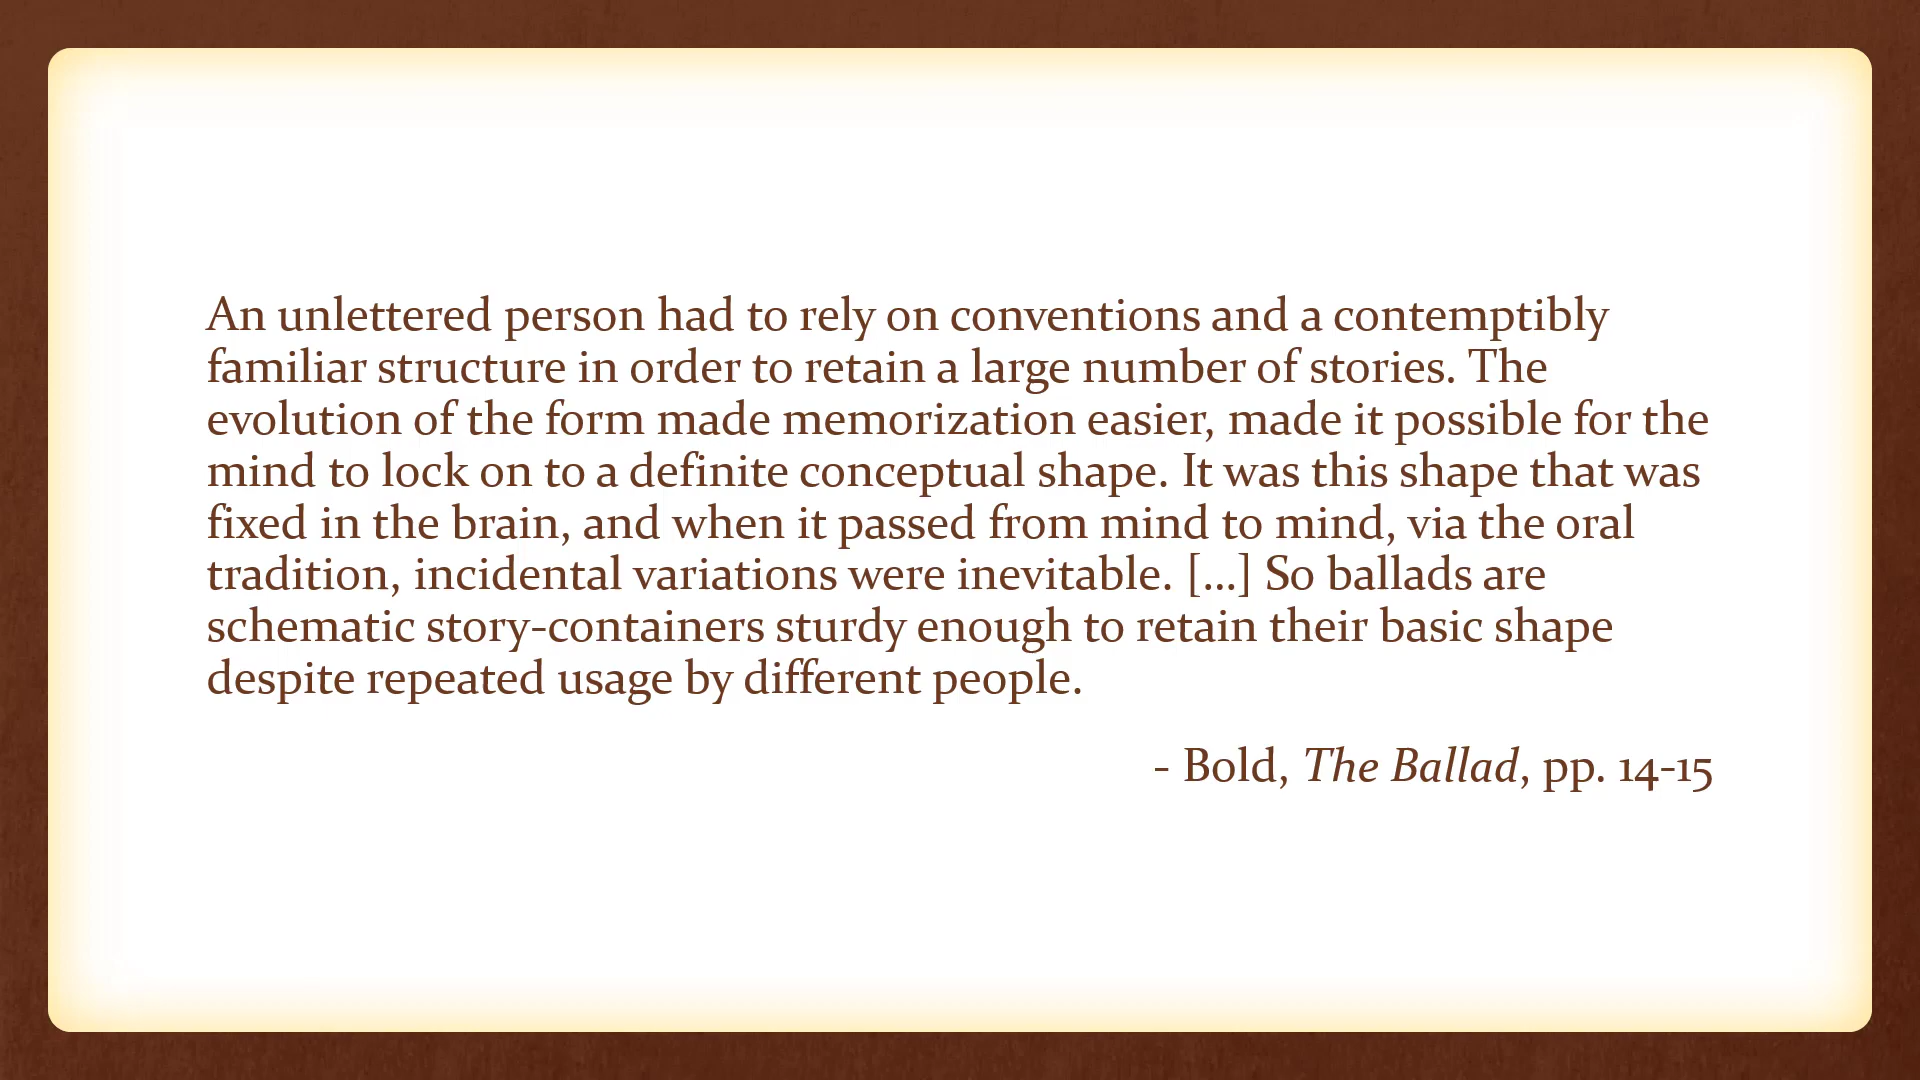 An unlettered person had to rely on conventions and a contemptibly
familiar structure in order to retain a large number of stories. The
evolution of the form made memorization easier, made it possible for the
mind to lock on to a definite conceptual shape. It was this shape that was
fixed in the brain, and when it passed from mind to mind, via the oral
tradition, incidental variations were inevitable. […] So ballads are
schematic story-containers sturdy enough to retain their basic shape
despite repeated usage by different people.
- Bold, The Ballad, pp. 14-15